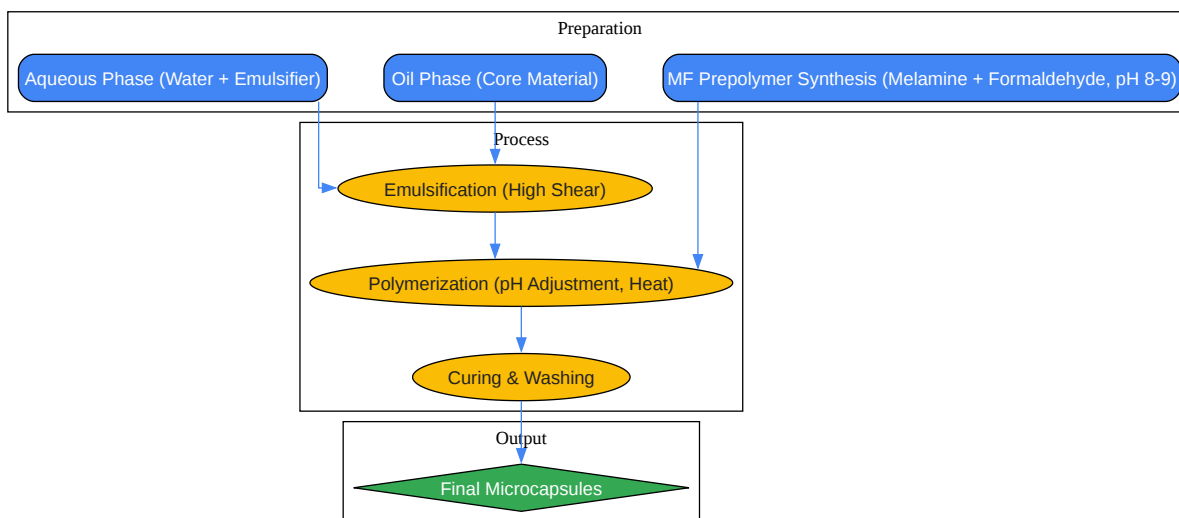 Preparation
Aqueous Phase (Water + Emulsifier)
Oil Phase (Core Material)
MF Prepolymer Synthesis (Melamine + Formaldehyde, pH 8-9)
Process
Emulsification (High Shear)
Polymerization (pH Adjustment, Heat)
Curing & Washing
Output
Final Microcapsules